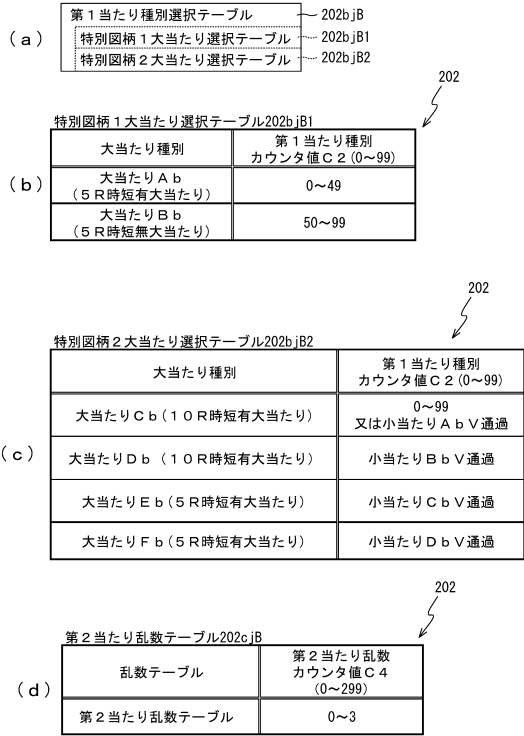 (a)
第１当たり種別選択テーブル 202bjB
特別図柄１大当たり選択テーブル 202bjB1
特別図柄２大当たり選択テーブル 202bjB2
202
特別図柄１大当たり選択テーブル202bjB1
(b)
大当たり種別
第１当たり種別
カウンタ値Ｃ２(0～99)
大当たりＡｂ
(５Ｒ時短有大当たり)
0～49
大当たりＢｂ
(５Ｒ時短無大当たり)
50～99
202
特別図柄２大当たり選択テーブル202bjB2
(c)
大当たり種別
第１当たり種別
カウンタ値Ｃ２(0～99)
大当たりＣｂ(１０Ｒ時短有大当たり)
0～99
又は小当たりＡｂＶ通過
大当たりＤｂ (１０Ｒ時短有大当たり)
小当たりＢｂＶ通過
大当たりＥｂ(５Ｒ時短有大当たり)
小当たりＣｂＶ通過
大当たりＦｂ(５Ｒ時短有大当たり)
小当たりＤｂＶ通過
202
第２当たり乱数テーブル202cjB
(d)
乱数テーブル
第２当たり乱数
カウンタ値Ｃ４
(0～299)
第２当たり乱数テーブル
0～3